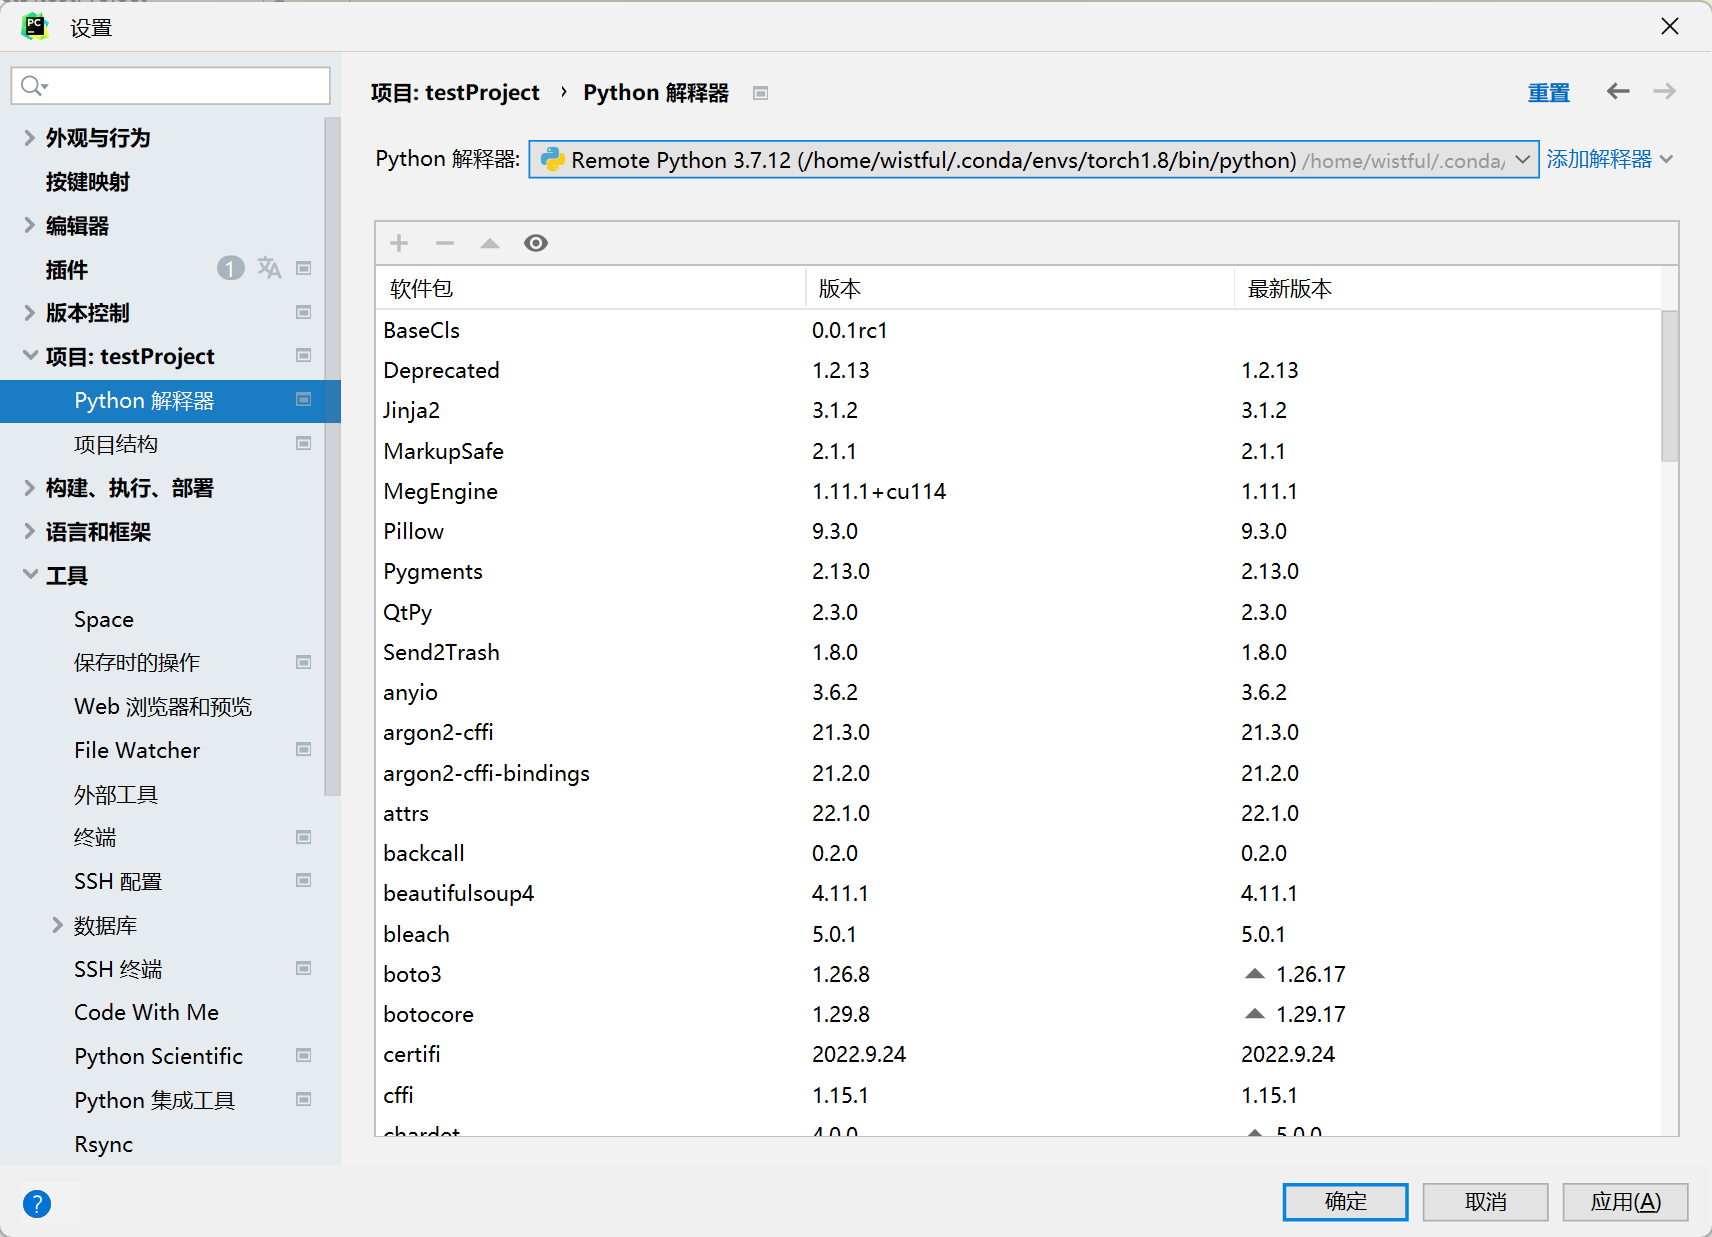 设置
项目: testProject › Python 解释器
重置
Python 解释器: Remote Python 3.7.12 (/home/wistful/.conda/envs/torch1.8/bin/python) /home/wistful/.conda/ 添加解释器
外观与行为
按键映射
编辑器
插件 1
版本控制
项目: testProject
Python 解释器
项目结构
构建、执行、部署
语言和框架
工具
Space
保存时的操作
Web 浏览器和预览
File Watcher
外部工具
终端
SSH 配置
数据库
SSH 终端
Code With Me
Python Scientific
Python 集成工具
Rsync
软件包 版本 最新版本
BaseCls 0.0.1rc1
Deprecated 1.2.13 1.2.13
Jinja2 3.1.2 3.1.2
MarkupSafe 2.1.1 2.1.1
MegEngine 1.11.1+cu114 1.11.1
Pillow 9.3.0 9.3.0
Pygments 2.13.0 2.13.0
QtPy 2.3.0 2.3.0
Send2Trash 1.8.0 1.8.0
anyio 3.6.2 3.6.2
argon2-cffi 21.3.0 21.3.0
argon2-cffi-bindings 21.2.0 21.2.0
attrs 22.1.0 22.1.0
backcall 0.2.0 0.2.0
beautifulsoup4 4.11.1 4.11.1
bleach 5.0.1 5.0.1
boto3 1.26.8 1.26.17
botocore 1.29.8 1.29.17
certifi 2022.9.24 2022.9.24
cffi 1.15.1 1.15.1
chardet 4.0.0 5.0.0
?
确定 取消 应用(A)